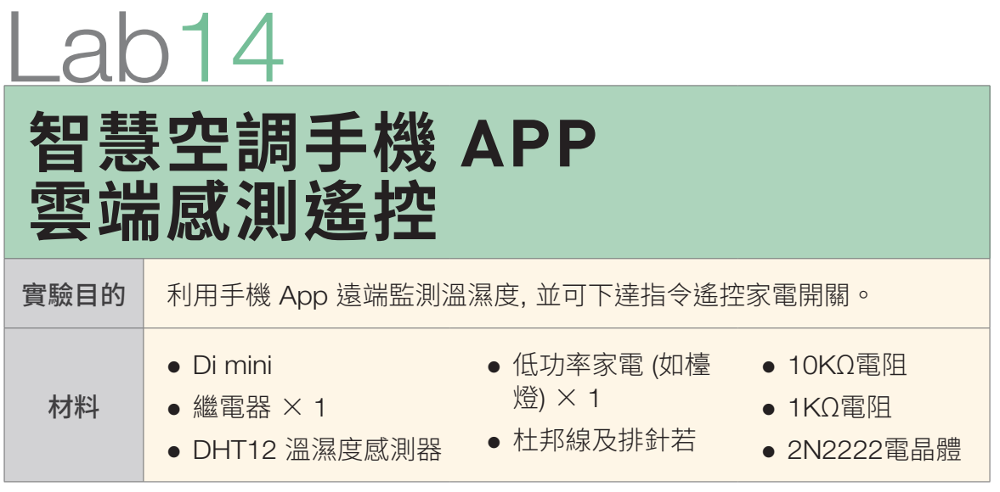 Lab14
智慧空調手機 APP
雲端感測遙控
實驗目的
利用手機 App 遠端監測溫濕度, 並可下達指令遙控家電開關。
材料
● Di mini
● 繼電器 × 1
● DHT12 溫濕度感測器
● 低功率家電 (如檯
燈) × 1
● 杜邦線及排針若
● 10KΩ電阻
● 1KΩ電阻
● 2N2222電晶體